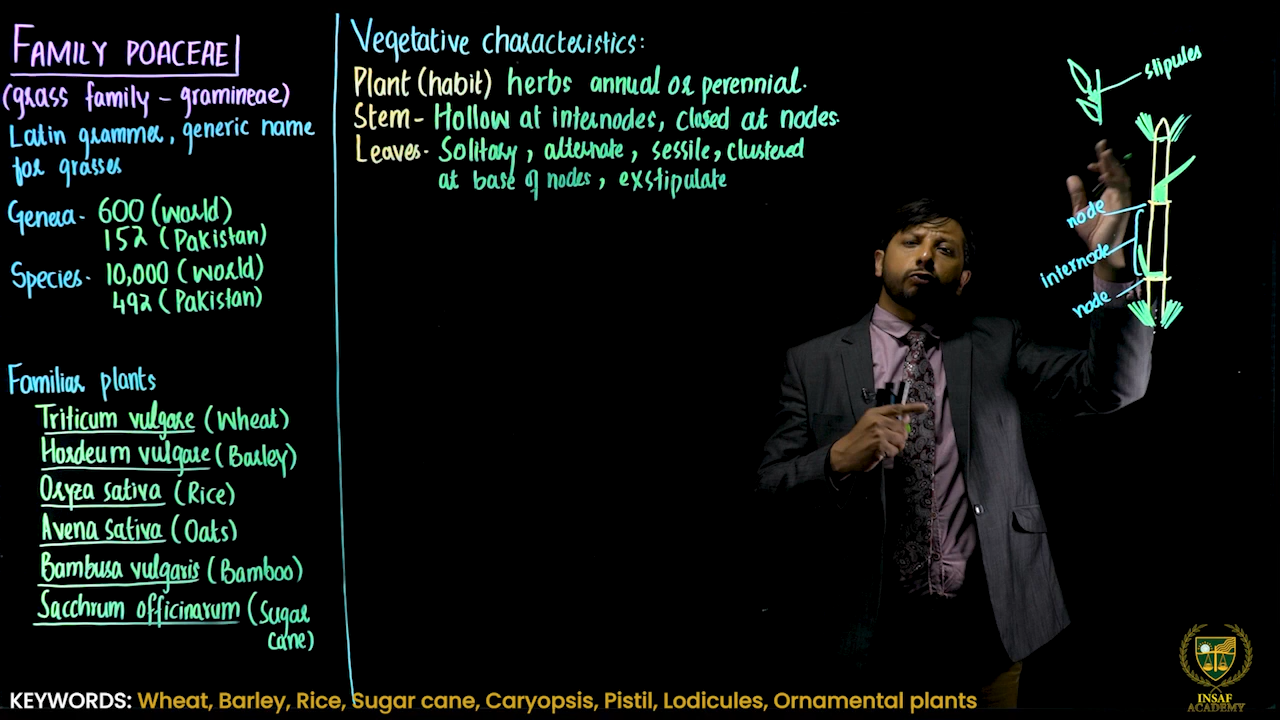 FAMILY POACEAE
(grass family - gramineae)
Latin grammer, generic name
for grasses
Genera - 600 (world)
152 (Pakistan)
Species - 10,000 (world)
492 (Pakistan)
Familiar plants
Triticum vulgare (Wheat)
Hordeum vulgare (Barley)
Oryza sativa (Rice)
Avena sativa (Oats)
Bambusa vulgaris (Bamboo)
Sacchrum officinarum (Sugar
cane)
Vegetative characteristics:
Plant (habit) herbs annual or perennial.
Stem - Hollow at internodes, closed at nodes.
Leaves - Solitary, alternate, sessile, clustered
at base of nodes, exstipulate
stipules
node
internode
node
KEYWORDS: Wheat, Barley, Rice, Sugar cane, Caryopsis, Pistil, Lodicules, Ornamental plants
INSAF
ACADEMY